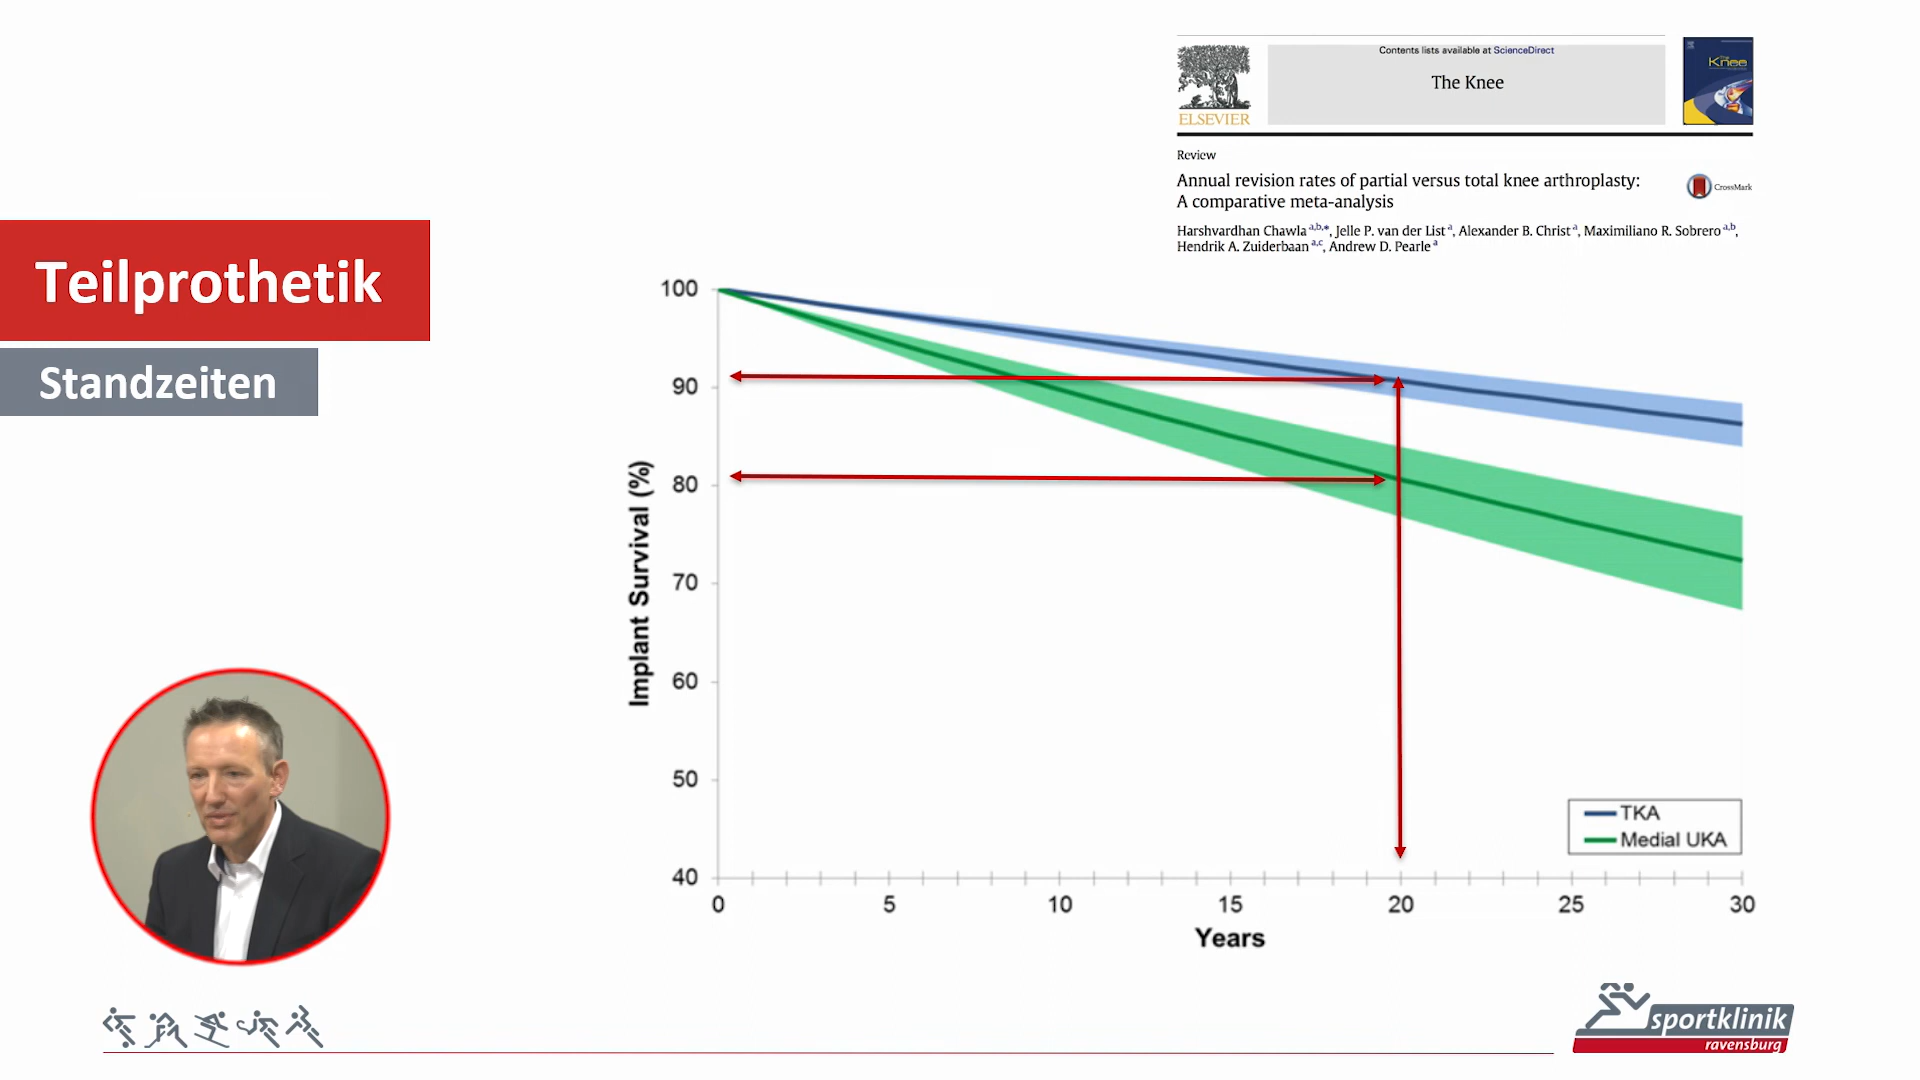 Contents lists available at ScienceDirect
The Knee
ELSEVIER
Knee
Review
Annual revision rates of partial versus total knee arthroplasty:
A comparative meta-analysis
CrossMark
Harshvardhan Chawla a,b,*, Jelle P. van der List a, Alexander B. Christ a, Maximiliano R. Sobrero a,b,
Hendrik A. Zuiderbaan a,c, Andrew D. Pearle a
Teilprothetik
Standzeiten
Implant Survival (%)
100
90
80
70
60
50
40
0 5 10 15 20 25 30
Years
TKA
Medial UKA
sportklinik
ravensburg